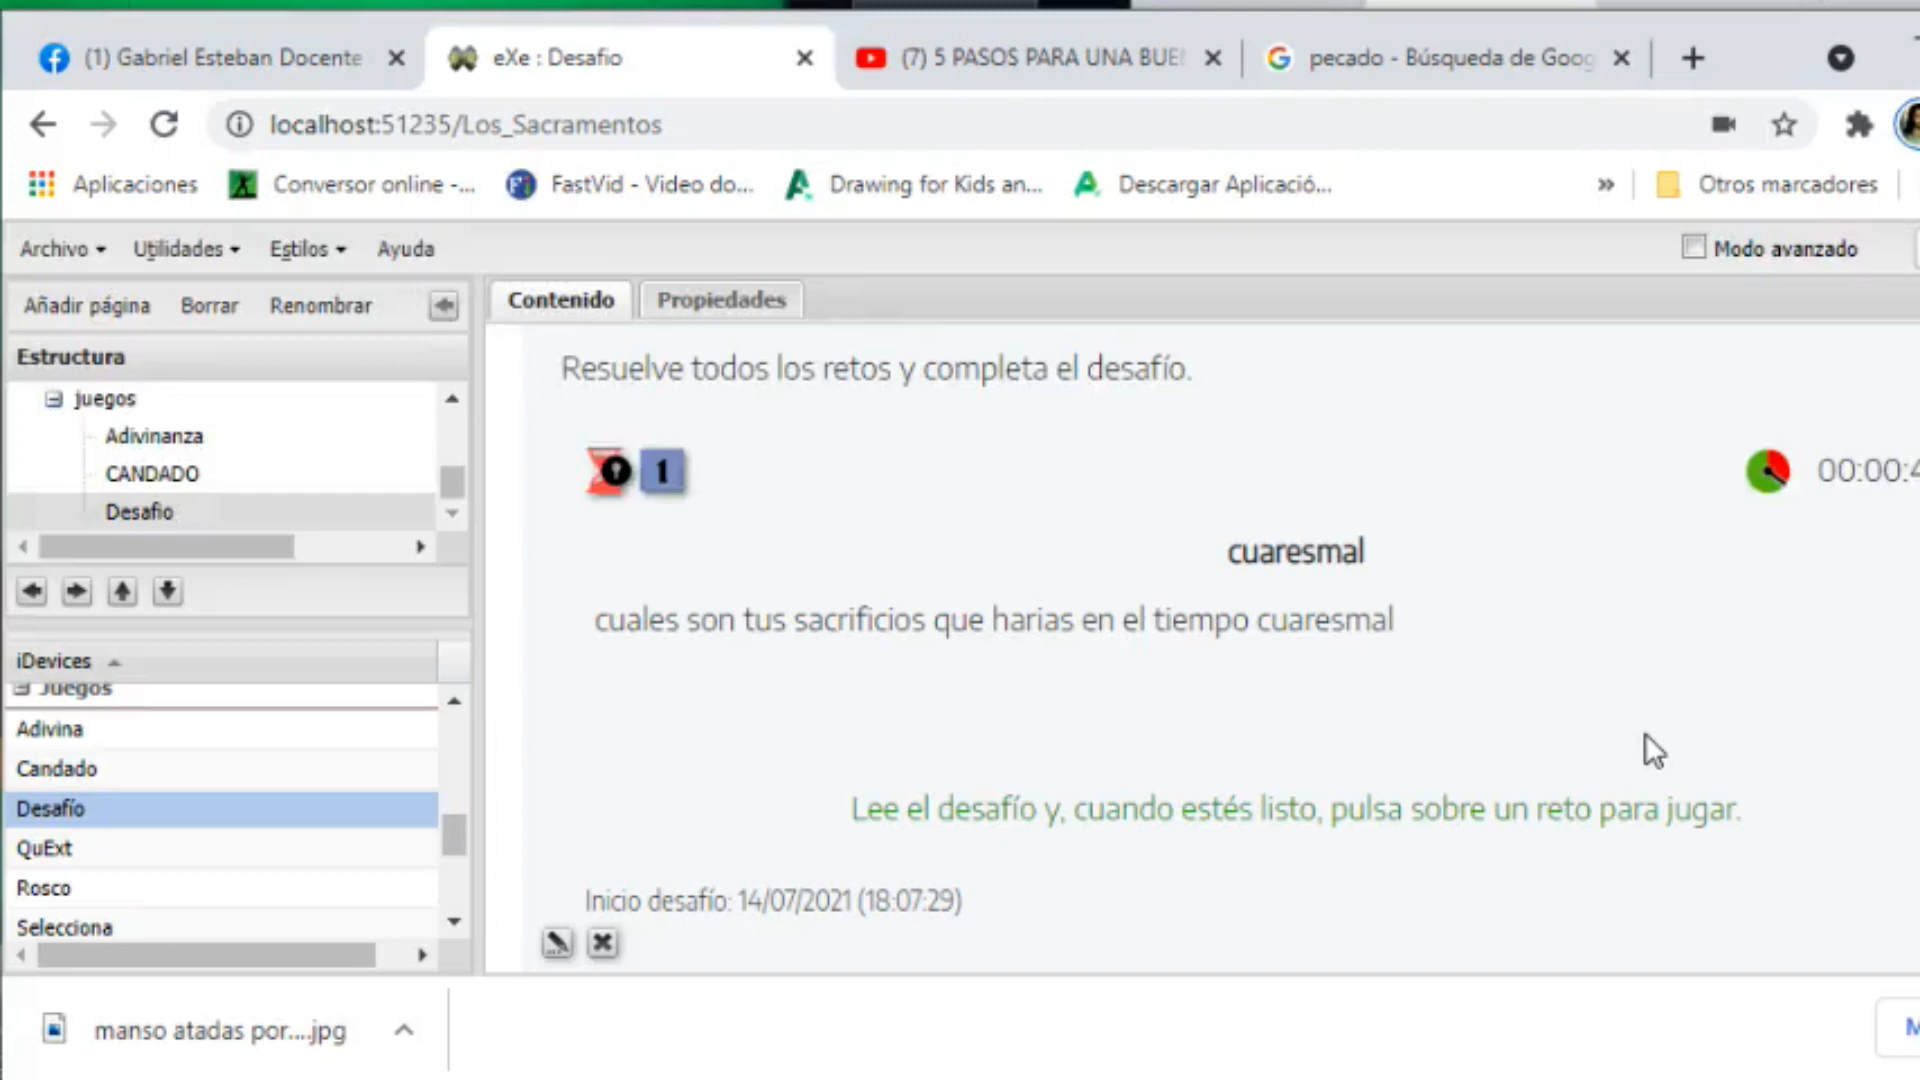 (1) Gabriel Esteban Docente
eXe : Desafio
(7) 5 PASOS PARA UNA BUE
pecado - Búsqueda de Goog
localhost:51235/Los_Sacramentos
Aplicaciones
Conversor online -...
FastVid - Video do...
Drawing for Kids an...
Descargar Aplicació...
»
Otros marcadores
Archivo
Utilidades
Estilos
Ayuda
Modo avanzado
Añadir página
Borrar
Renombrar
Contenido
Propiedades
Estructura
juegos
Adivinanza
CANDADO
Desafio
Resuelve todos los retos y completa el desafío.
1
00:00:4
cuaresmal
cuales son tus sacrificios que harias en el tiempo cuaresmal
Lee el desafío y, cuando estés listo, pulsa sobre un reto para jugar.
Inicio desafío: 14/07/2021 (18:07:29)
iDevices
Juegos
Adivina
Candado
Desafío
QuExt
Rosco
Selecciona
manso atadas por....jpg
M